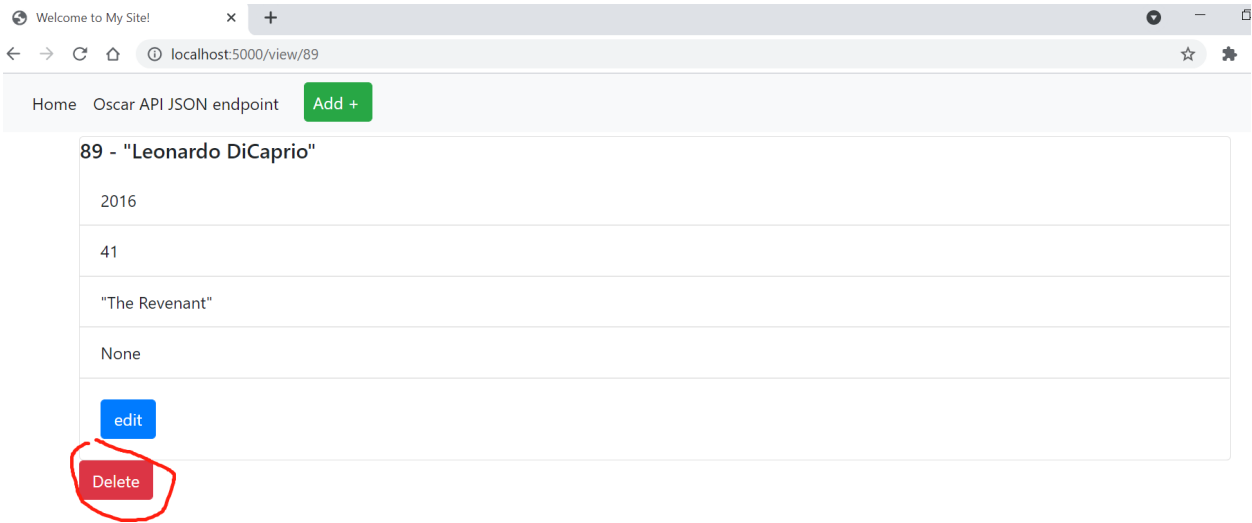 Welcome to My Site!
localhost:5000/view/89
Home Oscar API JSON endpoint Add +
89 - "Leonardo DiCaprio"
2016
41
"The Revenant"
None
edit
Delete